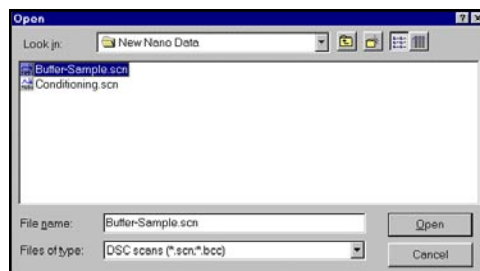 Open
Look in: New Nano Data
Buffer-Sample.scn
Conditioning.scn
File name: Buffer-Sample.scn Open
Files of type: DSC scans (*.scn;*.bcc) Cancel